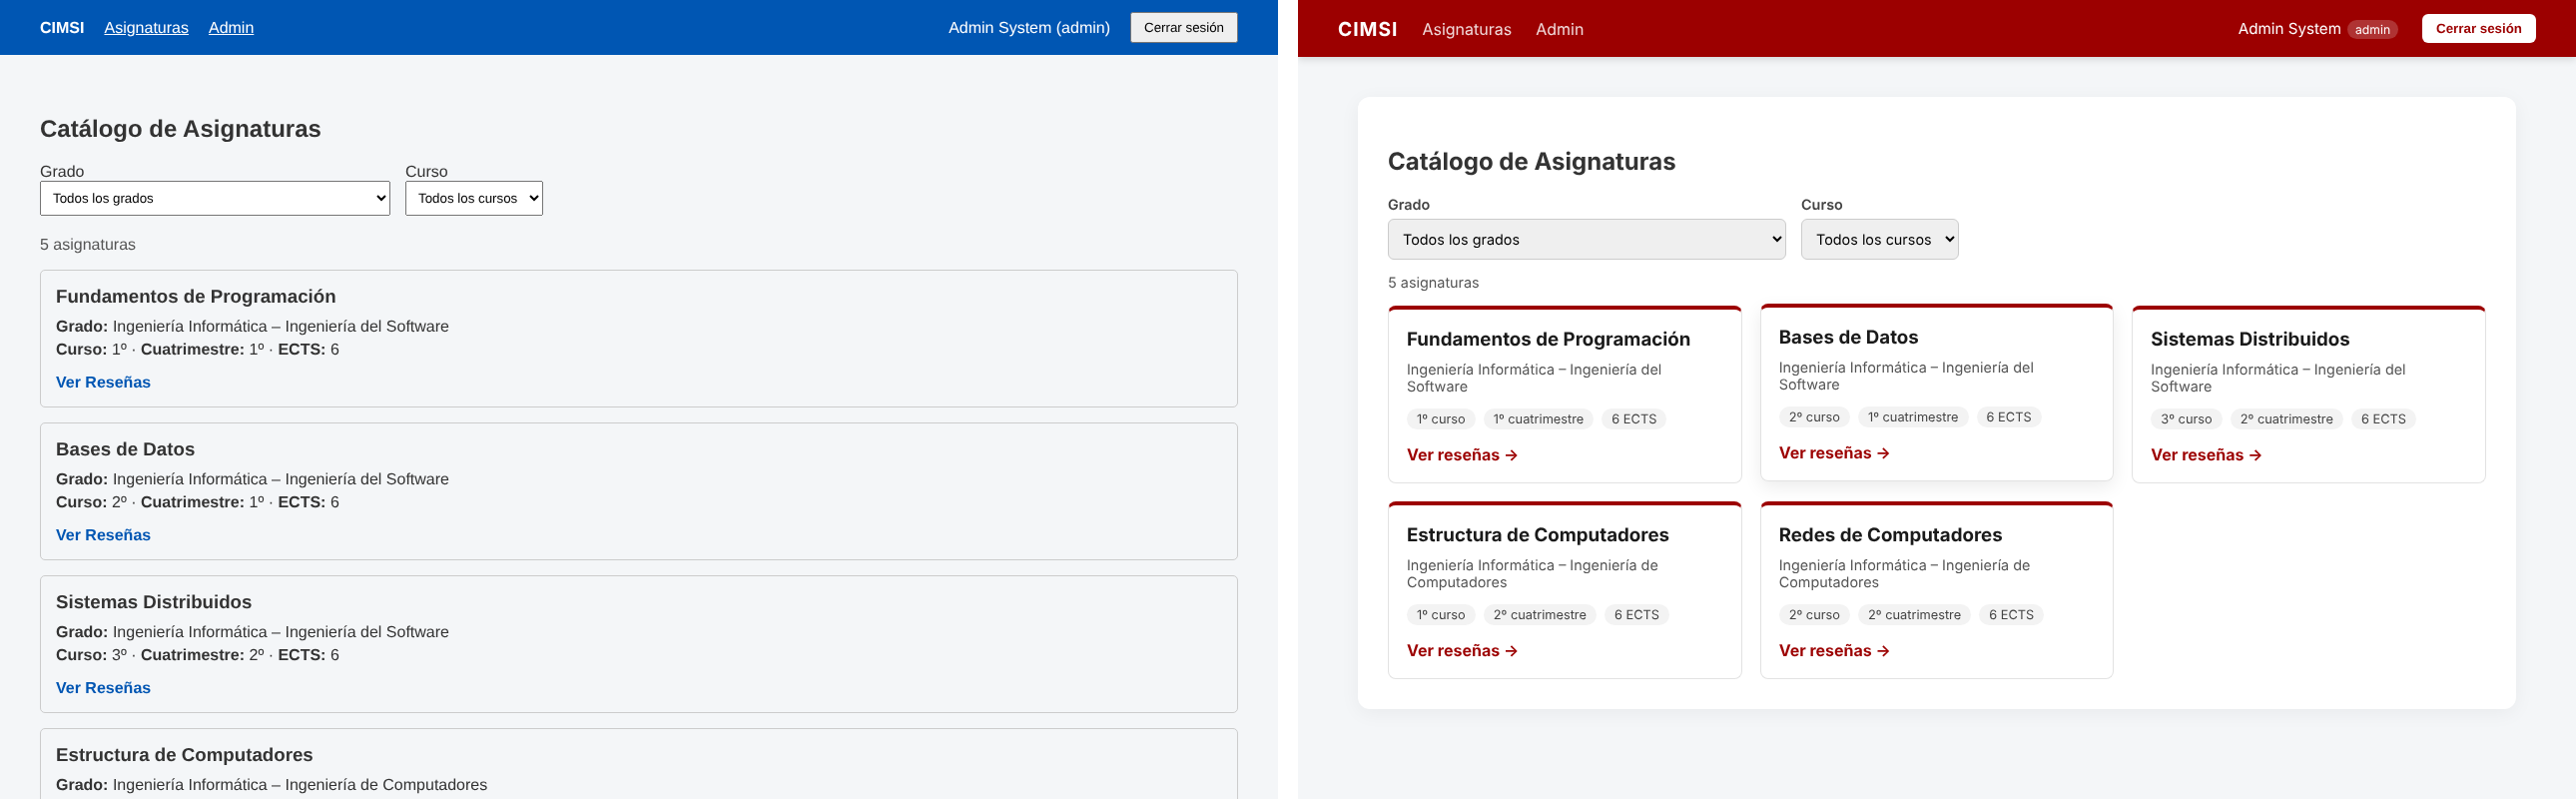 CIMSI Asignaturas Admin Admin System (admin) Cerrar sesión
Catálogo de Asignaturas
Grado Curso
Todos los grados Todos los cursos
5 asignaturas
Fundamentos de Programación
Grado: Ingeniería Informática – Ingeniería del Software
Curso: 1º · Cuatrimestre: 1º · ECTS: 6
Ver Reseñas
Bases de Datos
Grado: Ingeniería Informática – Ingeniería del Software
Curso: 2º · Cuatrimestre: 1º · ECTS: 6
Ver Reseñas
Sistemas Distribuidos
Grado: Ingeniería Informática – Ingeniería del Software
Curso: 3º · Cuatrimestre: 2º · ECTS: 6
Ver Reseñas
Estructura de Computadores
Grado: Ingeniería Informática – Ingeniería de Computadores
CIMSI Asignaturas Admin Admin System admin Cerrar sesión
Catálogo de Asignaturas
Grado Curso
Todos los grados Todos los cursos
5 asignaturas
Fundamentos de Programación
Ingeniería Informática – Ingeniería del
Software
1º curso 1º cuatrimestre 6 ECTS
Ver reseñas →
Bases de Datos
Ingeniería Informática – Ingeniería del
Software
2º curso 1º cuatrimestre 6 ECTS
Ver reseñas →
Sistemas Distribuidos
Ingeniería Informática – Ingeniería del
Software
3º curso 2º cuatrimestre 6 ECTS
Ver reseñas →
Estructura de Computadores
Ingeniería Informática – Ingeniería de
Computadores
1º curso 2º cuatrimestre 6 ECTS
Ver reseñas →
Redes de Computadores
Ingeniería Informática – Ingeniería de
Computadores
2º curso 2º cuatrimestre 6 ECTS
Ver reseñas →